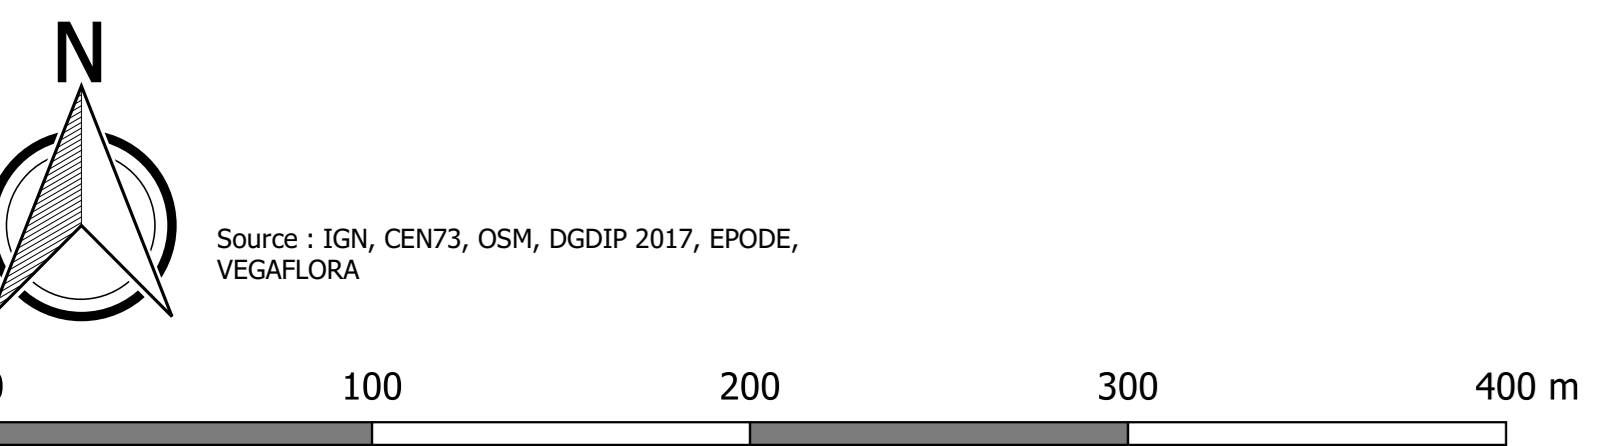 N
Source : IGN, CEN73, OSM, DGDIP 2017, EPODE,
VEGAFLORA
100 200 300 400 m